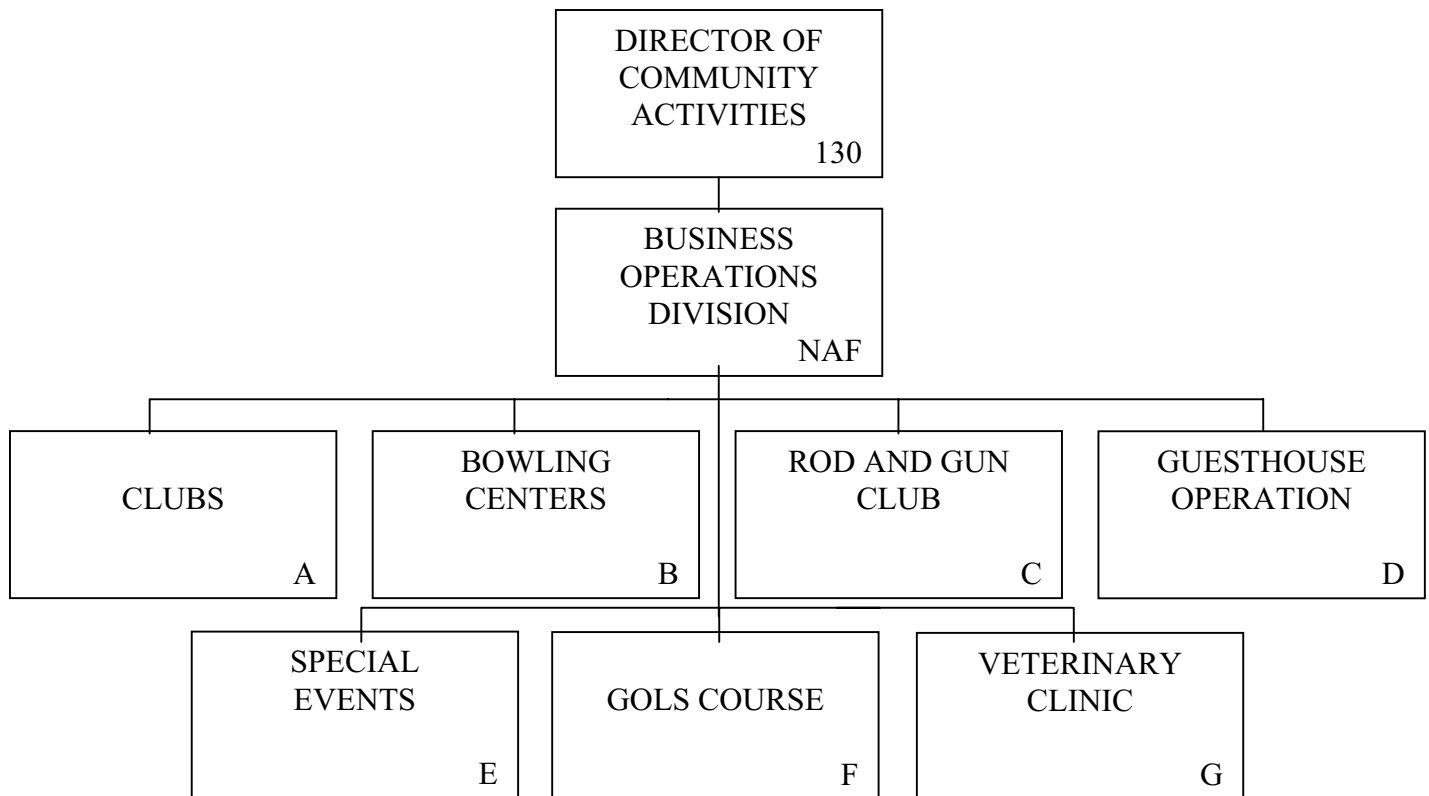 DIRECTOR OF
COMMUNITY
ACTIVITIES
130
BUSINESS
OPERATIONS
DIVISION
NAF
CLUBS
A
BOWLING
CENTERS
B
ROD AND GUN
CLUB
C
GUESTHOUSE
OPERATION
D
SPECIAL
EVENTS
E
GOLS COURSE
F
VETERINARY
CLINIC
G